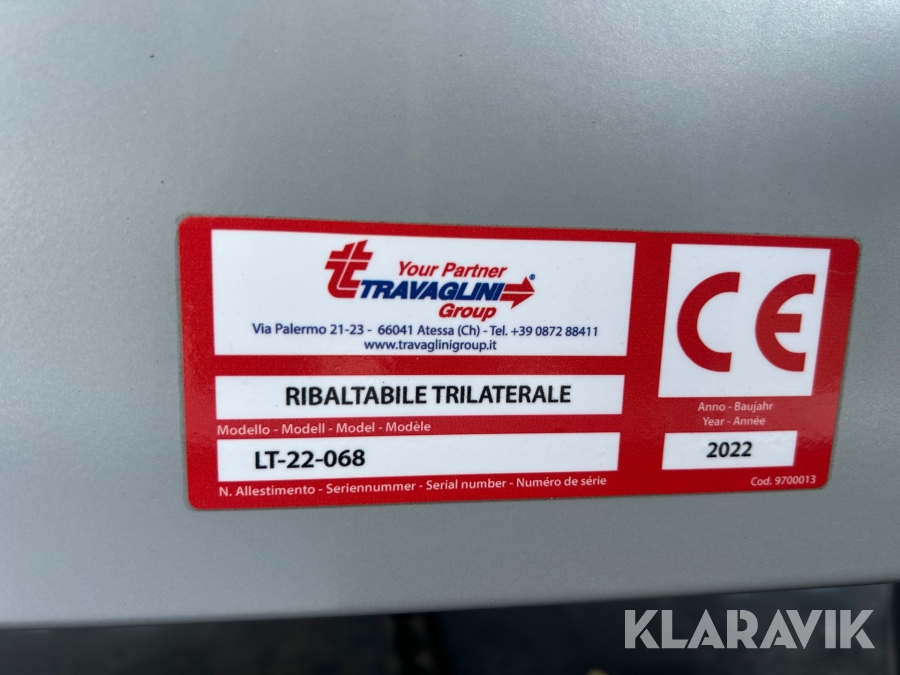 Your Partner
TRAVAGLINI®
Group
Via Palermo 21-23 - 66041 Atessa (Ch) - Tel. +39 0872 88411
www.travaglinigroup.it
RIBALTABILE TRILATERALE
Modello - Modell - Model - Modèle
LT-22-068
N. Allestimento - Seriennummer - Serial number - Numéro de série
CE
Anno - Baujahr
Year - Année
2022
Cod. 9700013
KLARAVIK